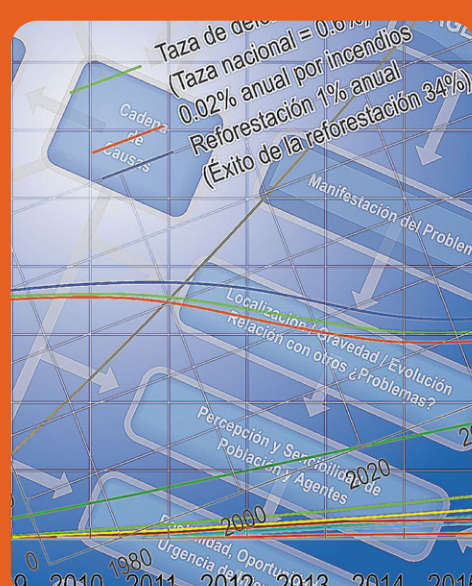 Taza de
(Taza nacional = 0.6%)
0.02% anual por incendios
Reforestación 1% anual
(Éxito de la reforestación 34%)
Cadena
de
Causas
Manifestación del
Localización / Gravedad / Evolución
Relación con otros ¿Problemas?
Percepción y Sensibilidad de
Población y Agentes
2020
2000
1980
0
Urgencia de
2010 2011 2012 2013 2014